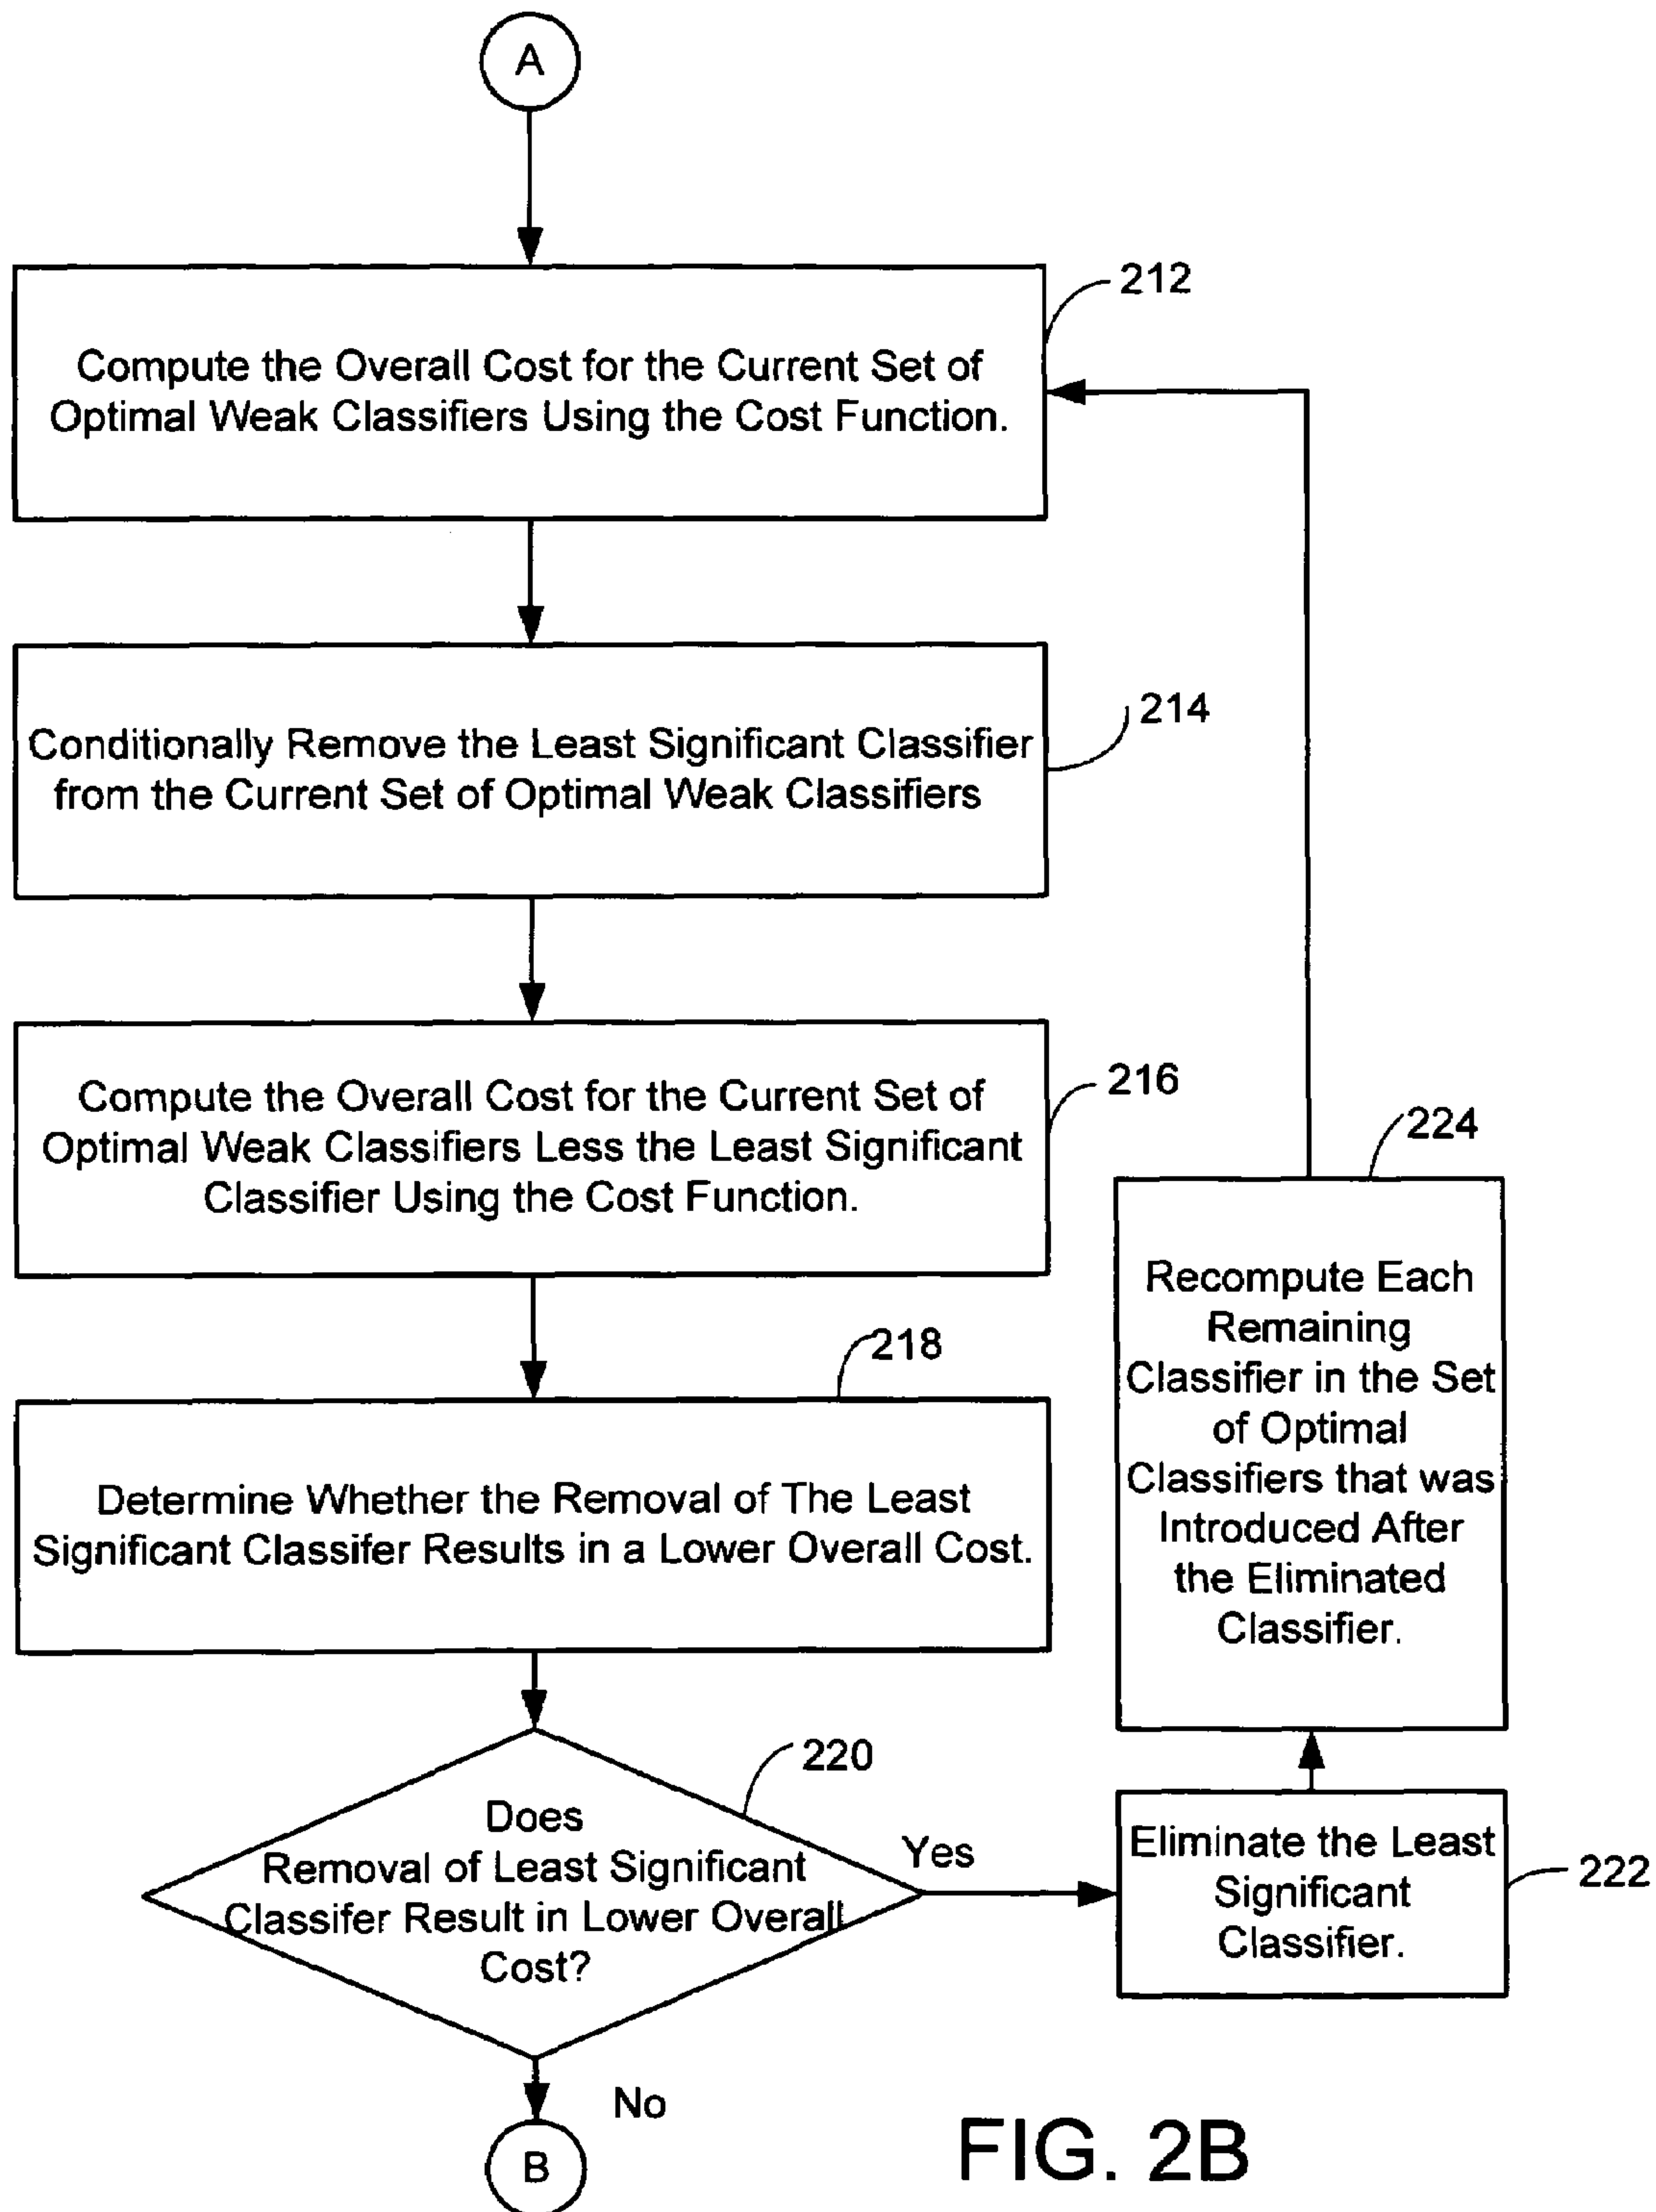 A
212
Compute the Overall Cost for the Current Set of
Optimal Weak Classifiers Using the Cost Function.
214
Conditionally Remove the Least Significant Classifier
from the Current Set of Optimal Weak Classifiers
216
Compute the Overall Cost for the Current Set of
Optimal Weak Classifiers Less the Least Significant
Classifier Using the Cost Function.
218
Determine Whether the Removal of The Least
Significant Classifer Results in a Lower Overall Cost.
220
Does
Removal of Least Significant
Classifer Result in Lower Overall
Cost?
Yes
Eliminate the Least
Significant
Classifier.
222
224
Recompute Each
Remaining
Classifier in the Set
of Optimal
Classifiers that was
Introduced After
the Eliminated
Classifier.
No
B
FIG. 2B